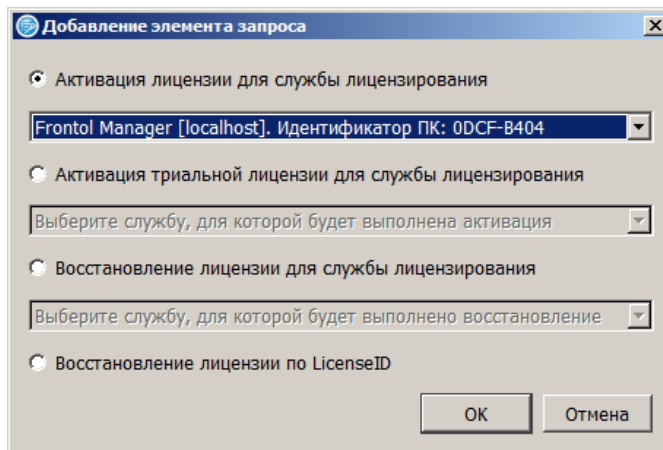 Добавление элемента запроса
Активация лицензии для службы лицензирования
Frontol Manager [localhost]. Идентификатор ПК: 0DCF-B404
Активация триальной лицензии для службы лицензирования
Выберите службу, для которой будет выполнена активация
Восстановление лицензии для службы лицензирования
Выберите службу, для которой будет выполнено восстановление
Восстановление лицензии по LicenseID
OK
Отмена